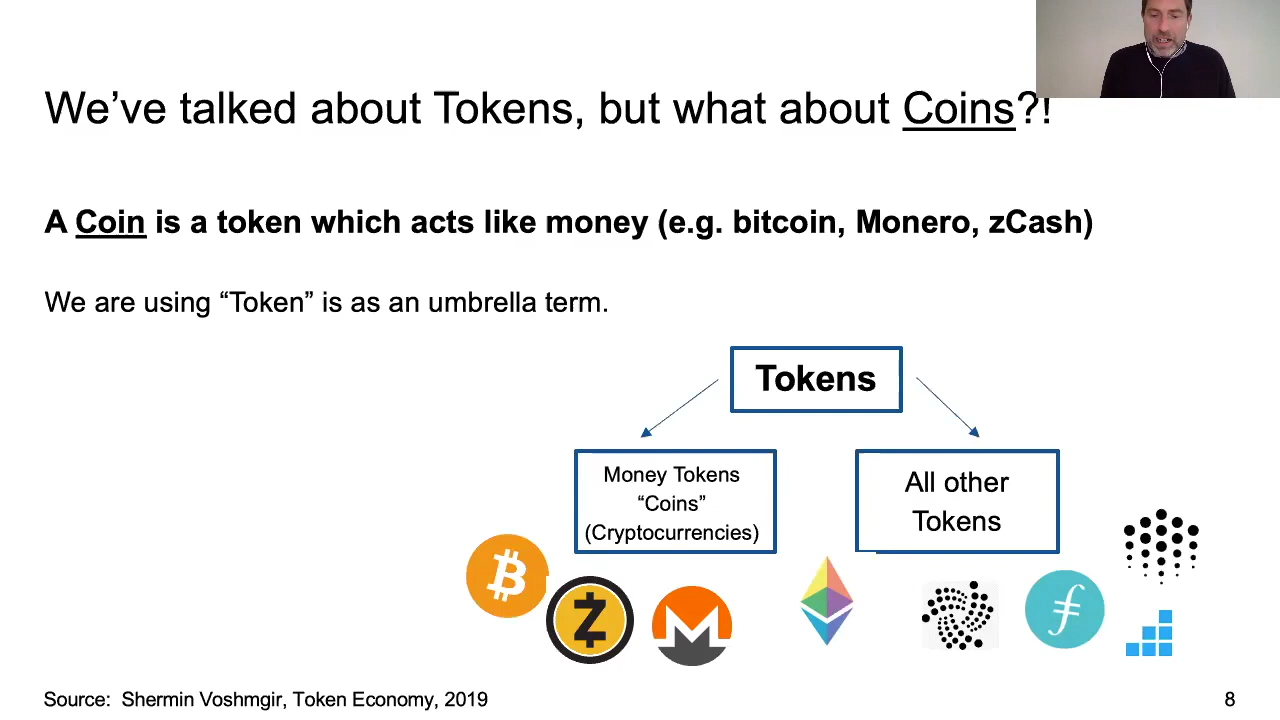 We’ve talked about Tokens, but what about Coins?!
A Coin is a token which acts like money (e.g. bitcoin, Monero, zCash)
We are using “Token” is as an umbrella term.
Tokens
Money Tokens
“Coins”
(Cryptocurrencies)
All other
Tokens
Source:  Shermin Voshmgir, Token Economy, 2019
8